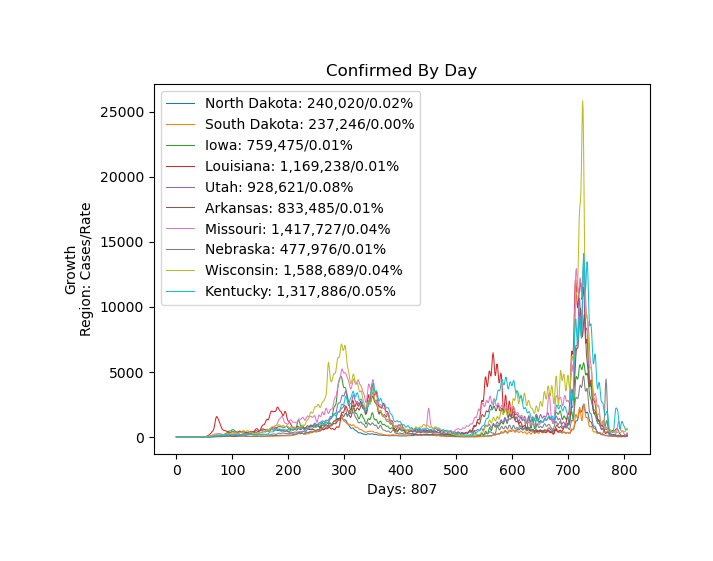 Confirmed By Day
North Dakota: 240,020/0.02%
South Dakota: 237,246/0.00%
Iowa: 759,475/0.01%
Louisiana: 1,169,238/0.01%
Utah: 928,621/0.08%
Arkansas: 833,485/0.01%
Missouri: 1,417,727/0.04%
Nebraska: 477,976/0.01%
Wisconsin: 1,588,689/0.04%
Kentucky: 1,317,886/0.05%
Growth
Region: Cases/Rate
25000
20000
15000
10000
5000
0
0 100 200 300 400 500 600 700 800
Days: 807